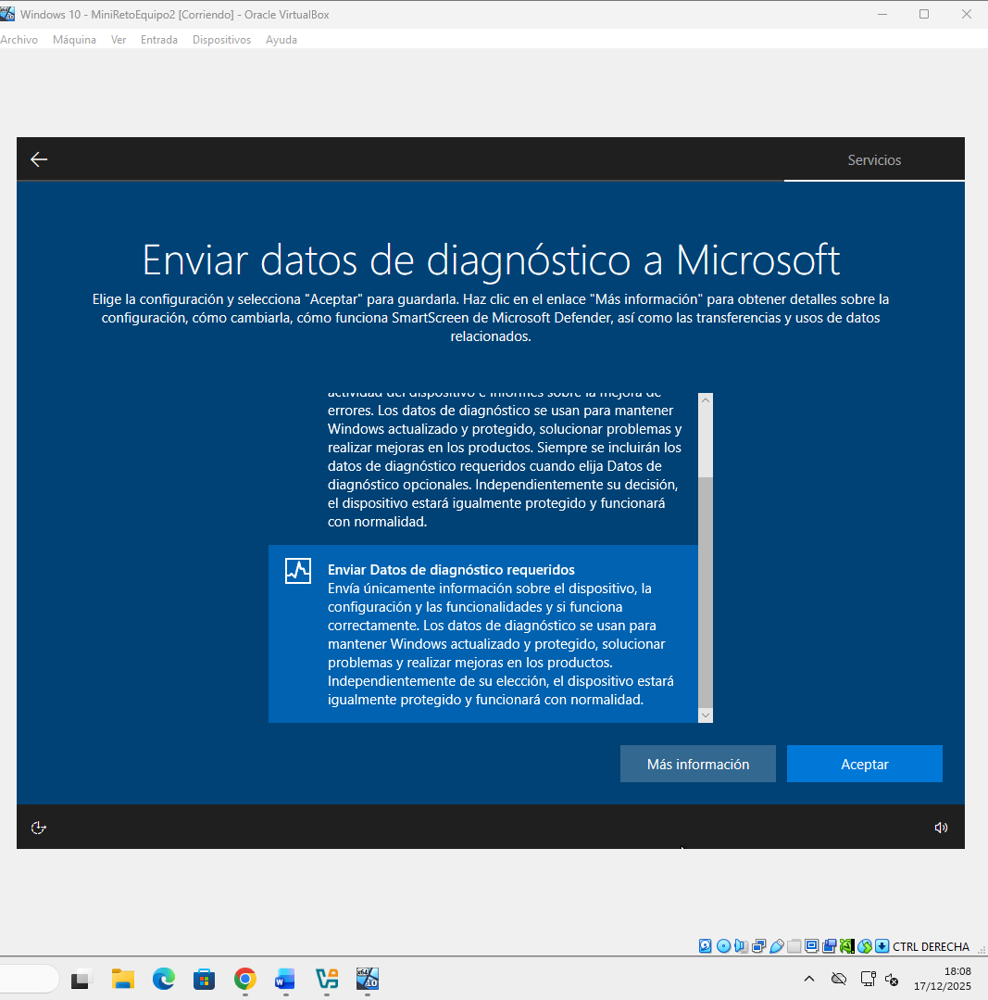 Windows 10 - MiniRetoEquipo2 [Corriendo] - Oracle VirtualBox
Archivo Máquina Ver Entrada Dispositivos Ayuda
Servicios
Enviar datos de diagnóstico a Microsoft
Elige la configuración y selecciona "Aceptar" para guardarla. Haz clic en el enlace "Más información" para obtener detalles sobre la
configuración, cómo cambiarla, cómo funciona SmartScreen de Microsoft Defender, así como las transferencias y usos de datos
relacionados.
actividad del dispositivo e informes sobre la mejora de
errores. Los datos de diagnóstico se usan para mantener
Windows actualizado y protegido, solucionar problemas y
realizar mejoras en los productos. Siempre se incluirán los
datos de diagnóstico requeridos cuando elija Datos de
diagnóstico opcionales. Independientemente su decisión,
el dispositivo estará igualmente protegido y funcionará
con normalidad.
Enviar Datos de diagnóstico requeridos
Envía únicamente información sobre el dispositivo, la
configuración y las funcionalidades y si funciona
correctamente. Los datos de diagnóstico se usan para
mantener Windows actualizado y protegido, solucionar
problemas y realizar mejoras en los productos.
Independientemente de su elección, el dispositivo estará
igualmente protegido y funcionará con normalidad.
Más información
Aceptar
CTRL DERECHA
18:08
17/12/2025